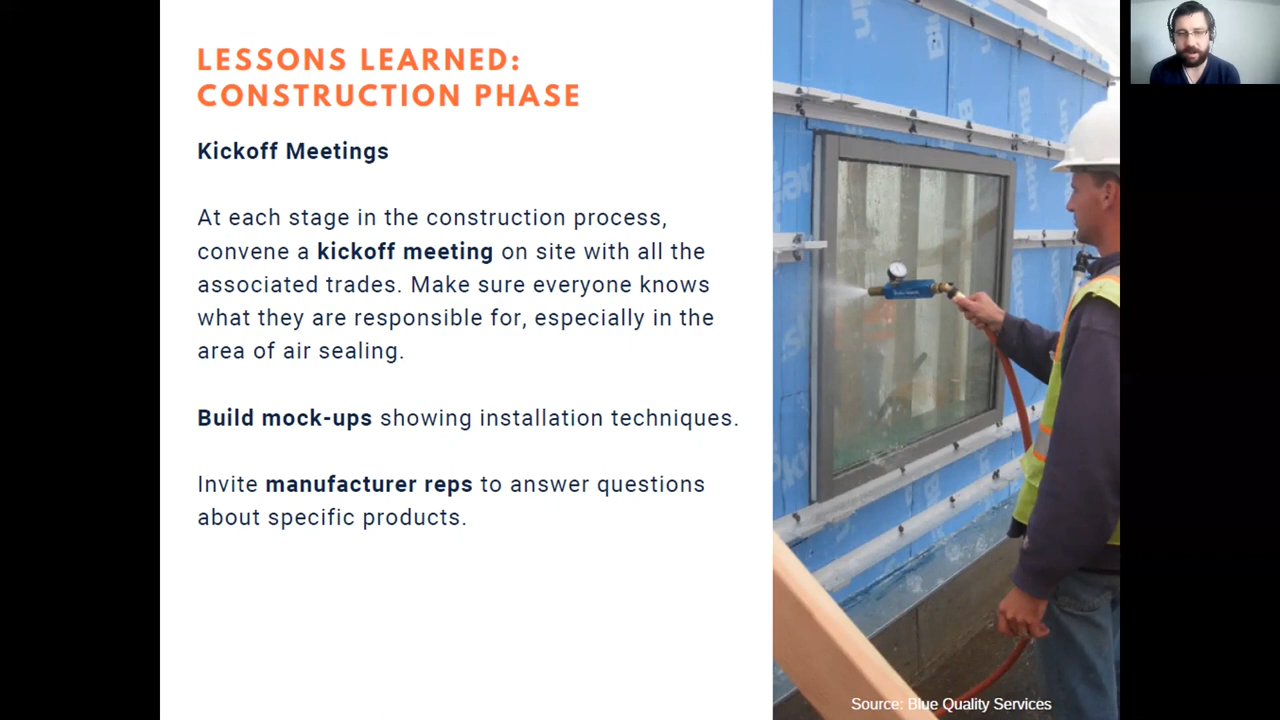 LESSONS LEARNED:
CONSTRUCTION PHASE
Kickoff Meetings
At each stage in the construction process,
convene a kickoff meeting on site with all the
associated trades. Make sure everyone knows
what they are responsible for, especially in the
area of air sealing.
Build mock-ups showing installation techniques.
Invite manufacturer reps to answer questions
about specific products.
Source: Blue Quality Services